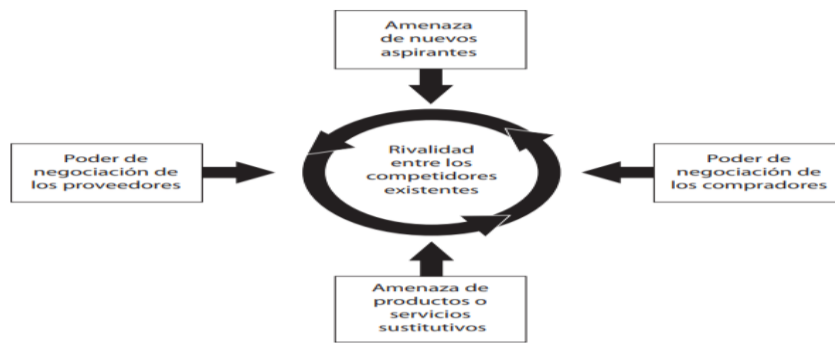 Amenaza
de nuevos
aspirantes
Poder de
negociación de
los proveedores
Rivalidad
entre los
competidores
existentes
Poder de
negociación de
los compradores
Amenaza de
productos o
servicios
sustitutivos